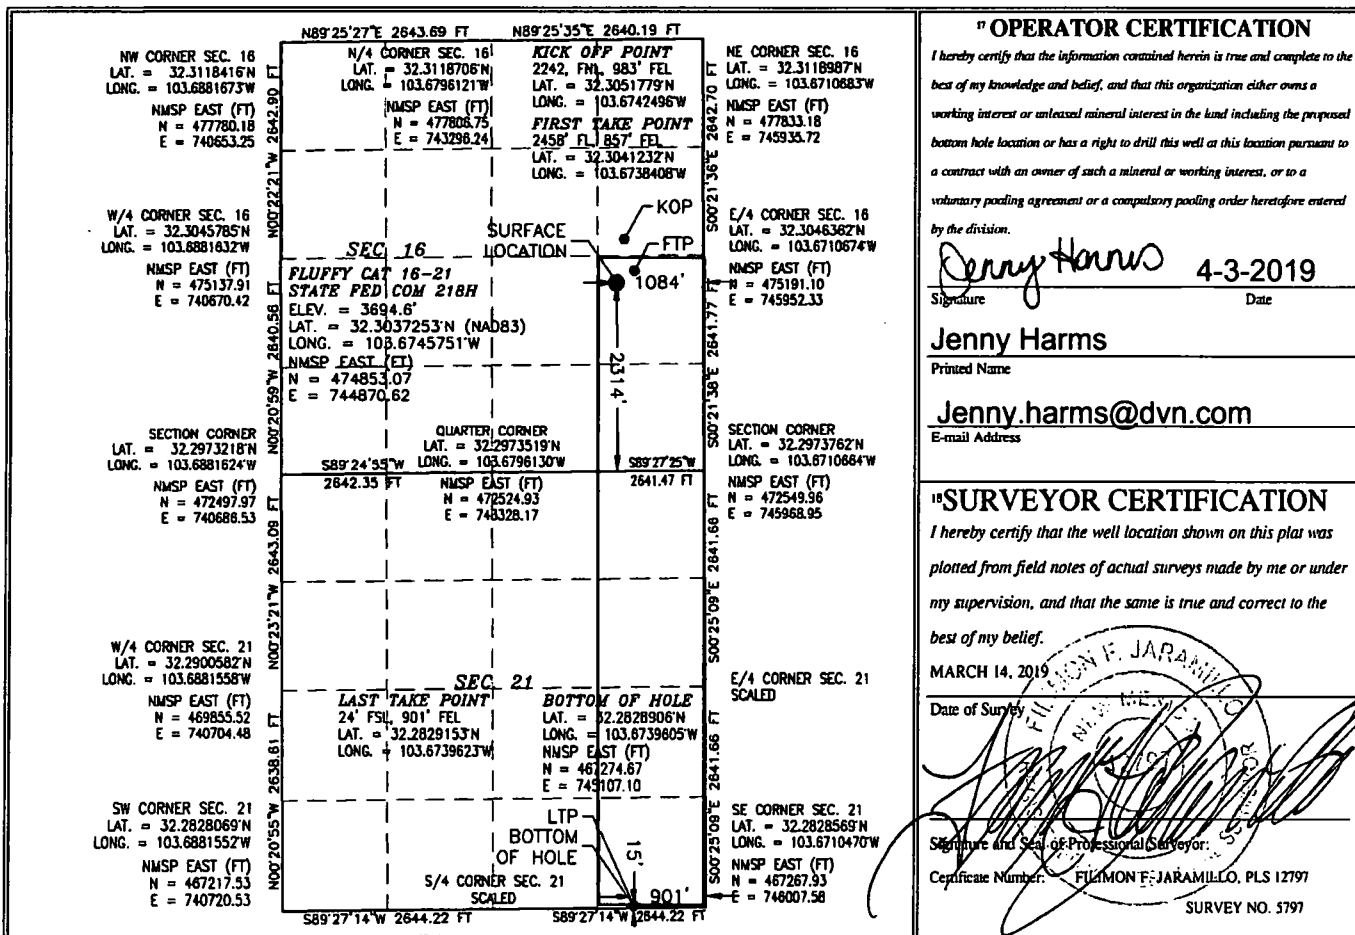 N89°25'27"E 2643.69 FT
N89°25'35"E 2640.19 FT
NW CORNER SEC. 16
LAT. = 32.3118416'N
LONG. = 103.6881673'W
NMSP EAST (FT)
N = 477780.18
E = 740653.25
N/4 CORNER SEC. 16
LAT. = 32.3118706'N
LONG. = 103.6796121'W
NMSP EAST (FT)
N = 477806.75
E = 743296.24
KICK OFF POINT
2242, FNL, 983' FEL
LAT. = 32.3051779'N
LONG. = 103.6742496'W
FIRST TAKE POINT
2458' FL, 857' FEL
LAT. = 32.3041232'N
LONG. = 103.6738408'W
NE CORNER SEC. 16
LAT. = 32.3118987'N
LONG. = 103.6710683'W
NMSP EAST (FT)
N = 477833.18
E = 745935.72
N00°22'21"W 2642.90 FT
S00°21'36"E 2642.70 FT
W/4 CORNER SEC. 16
LAT. = 32.3045785'N
LONG. = 103.6881632'W
NMSP EAST (FT)
N = 475137.91
E = 740670.42
SEC. 16
SURFACE
LOCATION
KOP
FTP
1084'
2314'
E/4 CORNER SEC. 16
LAT. = 32.3046362'N
LONG. = 103.6710674'W
NMSP EAST (FT)
N = 475191.10
E = 745952.33
FLUFFY CAT 16-21
STATE FED COM 218H
ELEV. = 3694.6'
LAT. = 32.3037253'N (NAD83)
LONG. = 103.6745751'W
NMSP EAST (FT)
N = 474853.07
E = 744870.62
N00°20'59"W 2640.56 FT
S00°21'38"E 2641.77 FT
SECTION CORNER
LAT. = 32.2973218'N
LONG. = 103.6881624'W
NMSP EAST (FT)
N = 472497.97
E = 740686.53
QUARTER CORNER
LAT. = 32.2973519'N
LONG. = 103.6796130'W
NMSP EAST (FT)
N = 472524.93
E = 743328.17
S89°24'55"W
2642.35 FT
S89°27'25"W
2641.47 FT
SECTION CORNER
LAT. = 32.2973762'N
LONG. = 103.6710664'W
NMSP EAST (FT)
N = 472549.96
E = 745968.95
N00°23'21"W 2643.09 FT
S00°25'09"E 2641.66 FT
W/4 CORNER SEC. 21
LAT. = 32.2900582'N
LONG. = 103.6881558'W
NMSP EAST (FT)
N = 469855.52
E = 740704.48
SEC. 21
LAST TAKE POINT
24' FSL, 901' FEL
LAT. = 32.2829153'N
LONG. = 103.6739623'W
BOTTOM OF HOLE
LAT. = 32.2828906'N
LONG. = 103.6739605'W
NMSP EAST (FT)
N = 467274.67
E = 745107.10
E/4 CORNER SEC. 21
SCALED
N00°20'55"W 2638.61 FT
S00°25'09"E 2641.66 FT
SW CORNER SEC. 21
LAT. = 32.2828069'N
LONG. = 103.6881552'W
NMSP EAST (FT)
N = 467217.53
E = 740720.53
LTP
BOTTOM
OF HOLE
15'
901'
S/4 CORNER SEC. 21
SCALED
SE CORNER SEC. 21
LAT. = 32.2828569'N
LONG. = 103.6710470'W
NMSP EAST (FT)
N = 467267.93
E = 746007.58
S89°27'14"W 2644.22 FT
S89°27'14"W 2644.22 FT
17 OPERATOR CERTIFICATION
I hereby certify that the information contained herein is true and complete to the
best of my knowledge and belief, and that this organization either owns a
working interest or unleased mineral interest in the land including the proposed
bottom hole location or has a right to drill this well at this location pursuant to
a contract with an owner of such a mineral or working interest, or to a
voluntary pooling agreement or a compulsory pooling order heretofore entered
by the division.
Jenny Harms 4-3-2019
Signature Date
Jenny Harms
Printed Name
Jenny.harms@dvn.com
E-mail Address
18 SURVEYOR CERTIFICATION
I hereby certify that the well location shown on this plat was
plotted from field notes of actual surveys made by me or under
my supervision, and that the same is true and correct to the
best of my belief.
MARCH 14, 2019
Date of Survey
FILIMON F. JARAMILLO
NEW MEXICO
Signature and Seal of Professional Surveyor:
Certificate Number: FILIMON F. JARAMILLO, PLS 12797
SURVEY NO. 5797